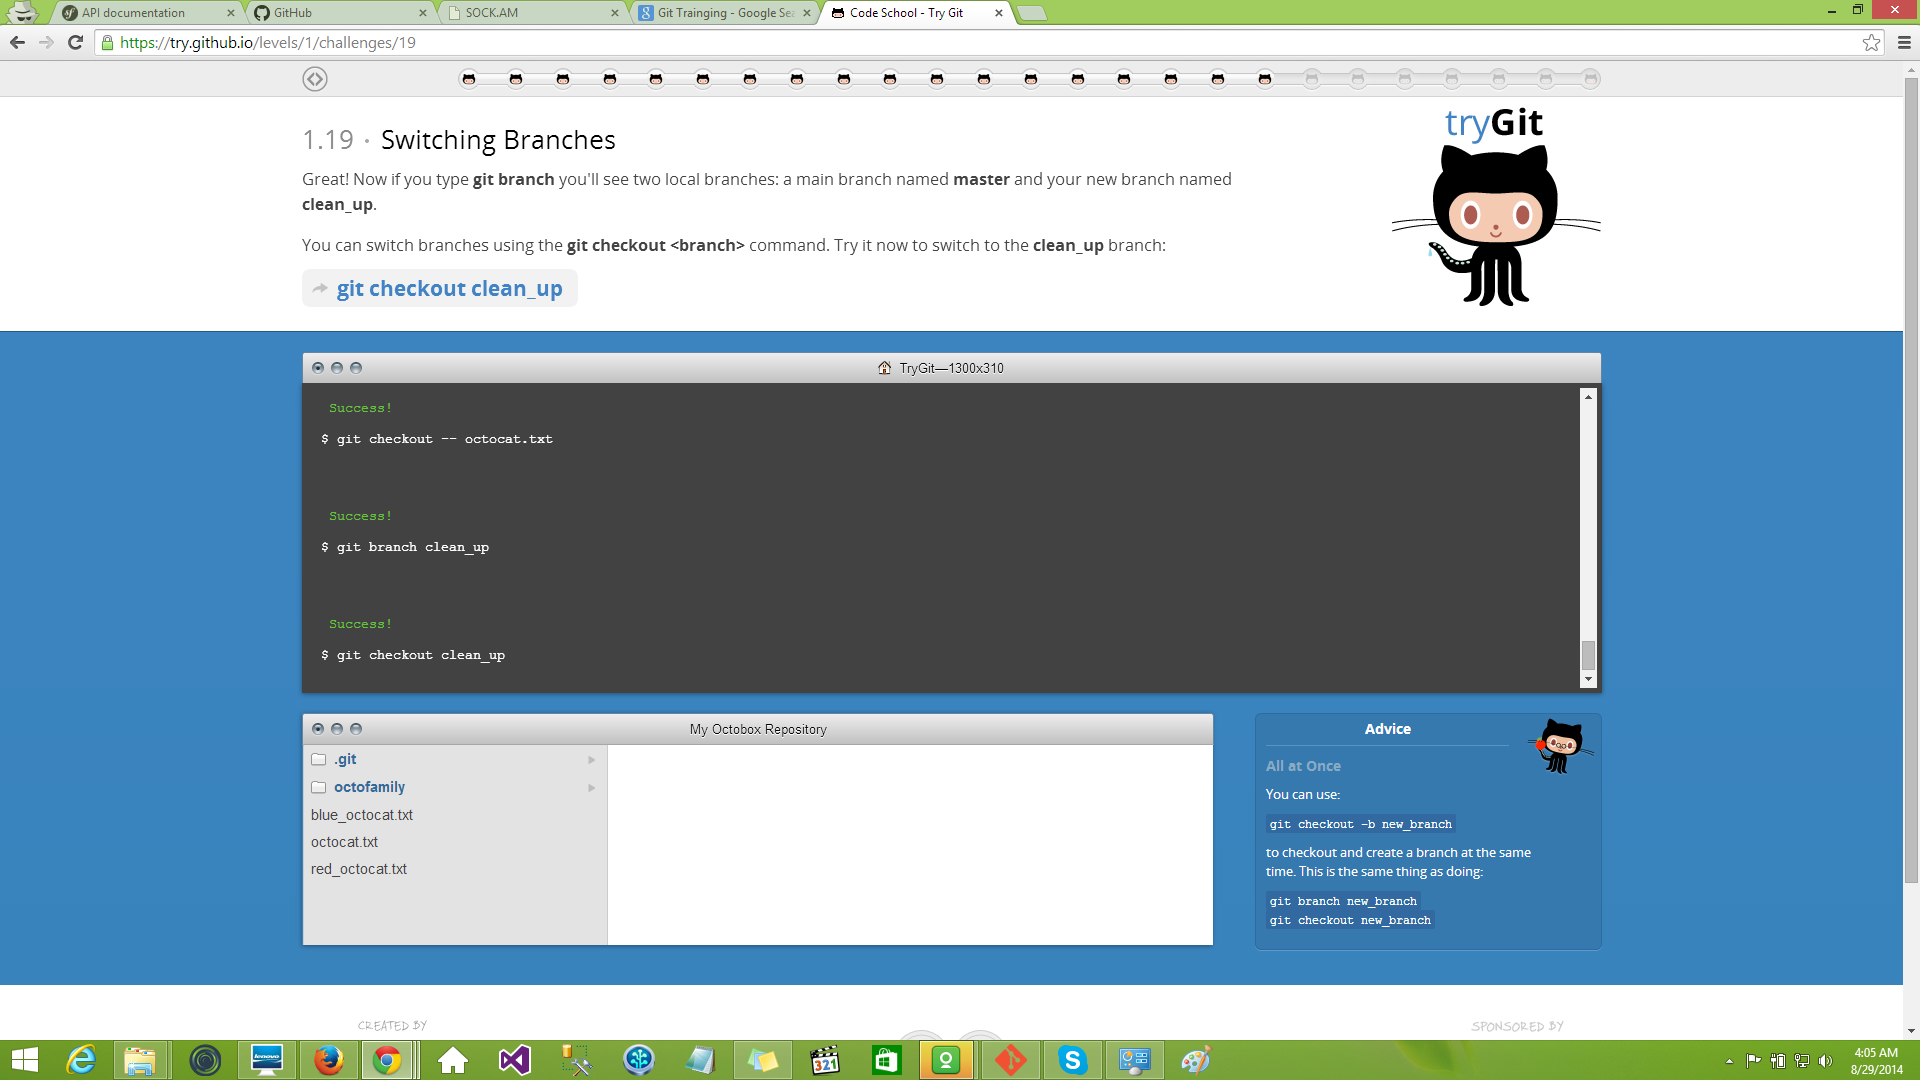 API documentation
GitHub
SOCK.AM
Git Trainging - Google Sea
Code School - Try Git
https://try.github.io/levels/1/challenges/19
tryGit
1.19 · Switching Branches
Great! Now if you type git branch you'll see two local branches: a main branch named master and your new branch named
clean_up.
You can switch branches using the git checkout <branch> command. Try it now to switch to the clean_up branch:
git checkout clean_up
TryGit—1300x310
Success!
$ git checkout -- octocat.txt
Success!
$ git branch clean_up
Success!
$ git checkout clean_up
My Octobox Repository
.git
octofamily
blue_octocat.txt
octocat.txt
red_octocat.txt
Advice
All at Once
You can use:
git checkout -b new_branch
to checkout and create a branch at the same
time. This is the same thing as doing:
git branch new_branch
git checkout new_branch
CREATED BY
SPONSORED BY
lenovo
321
4:05 AM
8/29/2014